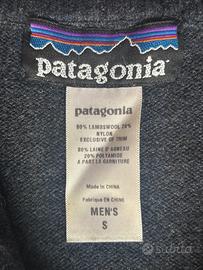 patagonia
patagonia
80% LAMBSWOOL 20%
NYLON
EXCLUSIVE OF TRIM
80% LAINE D'AGNEAU
20% POLYAMIDE
A PART LA GARNITURE
Made in CHINA
Fabriqué EN CHINA
MEN'S
S
subito